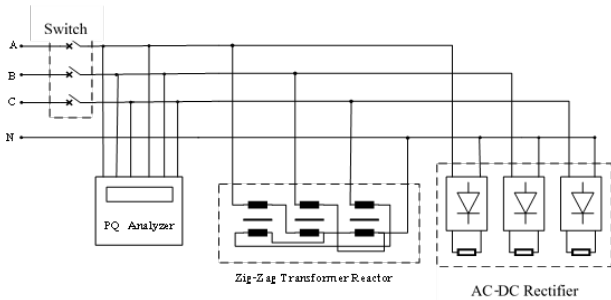 Switch
A
B
C
N
PQ Analyzer
Zig-Zag Transformer Reactor
AC-DC Rectifier